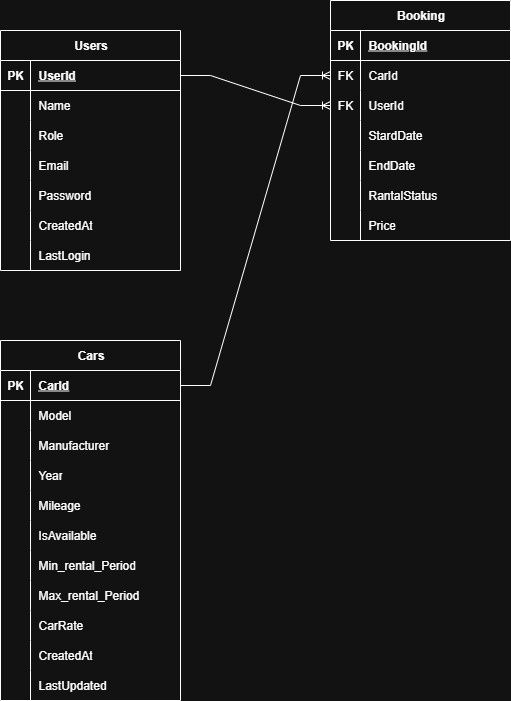 Booking
PK BookingId
FK CarId
FK UserId
StardDate
EndDate
RantalStatus
Price
Users
PK UserId
Name
Role
Email
Password
CreatedAt
LastLogin
Cars
PK CarId
Model
Manufacturer
Year
Mileage
IsAvailable
Min_rental_Period
Max_rental_Period
CarRate
CreatedAt
LastUpdated